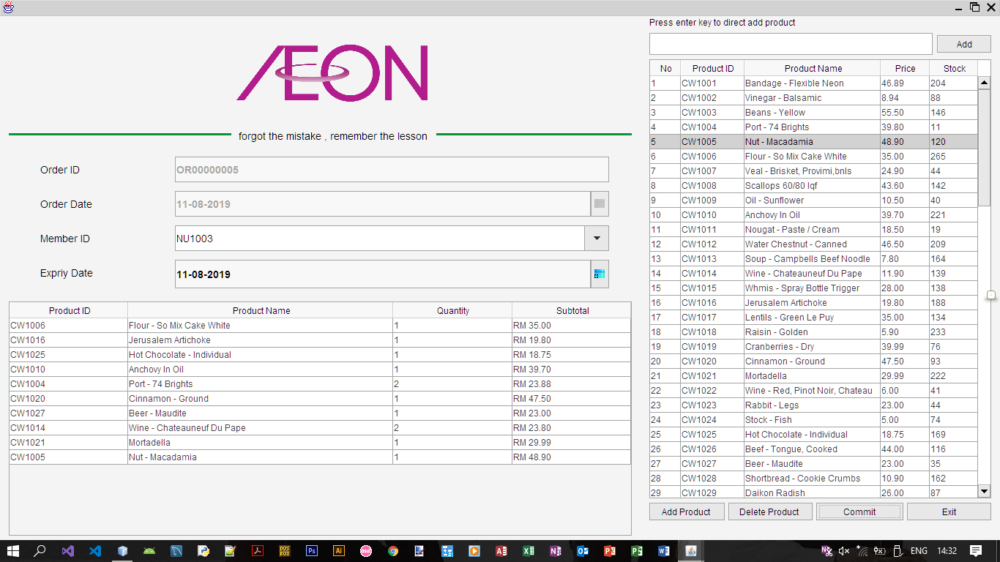 ÆON
forgot the mistake , remember the lesson
Order ID OR00000005
Order Date 11-08-2019
Member ID NU1003
Expriy Date 11-08-2019
Product ID Product Name Quantity Subtotal
CW1006 Flour - So Mix Cake White 1 RM 35.00
CW1016 Jerusalem Artichoke 1 RM 19.80
CW1025 Hot Chocolate - Individual 1 RM 18.75
CW1010 Anchovy In Oil 1 RM 39.70
CW1004 Port - 74 Brights 2 RM 23.88
CW1020 Cinnamon - Ground 1 RM 47.50
CW1027 Beer - Maudite 1 RM 23.00
CW1014 Wine - Chateauneuf Du Pape 2 RM 23.80
CW1021 Mortadella 1 RM 29.99
CW1005 Nut - Macadamia 1 RM 48.90
Press enter key to direct add product
Add
No Product ID Product Name Price Stock
1 CW1001 Bandage - Flexible Neon 46.89 204
2 CW1002 Vinegar - Balsamic 8.94 88
3 CW1003 Beans - Yellow 55.50 146
4 CW1004 Port - 74 Brights 39.80 11
5 CW1005 Nut - Macadamia 48.90 120
6 CW1006 Flour - So Mix Cake White 35.00 265
7 CW1007 Veal - Brisket, Provimi,bnls 24.90 44
8 CW1008 Scallops 60/80 Iqf 43.60 142
9 CW1009 Oil - Sunflower 10.50 40
10 CW1010 Anchovy In Oil 39.70 221
11 CW1011 Nougat - Paste / Cream 18.50 19
12 CW1012 Water Chestnut - Canned 46.50 209
13 CW1013 Soup - Campbells Beef Noodle 7.80 164
14 CW1014 Wine - Chateauneuf Du Pape 11.90 139
15 CW1015 Whmis - Spray Bottle Trigger 28.00 138
16 CW1016 Jerusalem Artichoke 19.80 188
17 CW1017 Lentils - Green Le Puy 35.00 134
18 CW1018 Raisin - Golden 5.90 233
19 CW1019 Cranberries - Dry 39.99 76
20 CW1020 Cinnamon - Ground 47.50 93
21 CW1021 Mortadella 29.99 222
22 CW1022 Wine - Red, Pinot Noir, Chateau 6.00 41
23 CW1023 Rabbit - Legs 23.00 44
24 CW1024 Stock - Fish 5.00 74
25 CW1025 Hot Chocolate - Individual 18.75 169
26 CW1026 Beef - Tongue, Cooked 44.00 116
27 CW1027 Beer - Maudite 23.00 35
28 CW1028 Shortbread - Cookie Crumbs 10.90 162
29 CW1029 Daikon Radish 26.00 87
Add Product Delete Product Commit Exit
DOS BOX Ps Ai osu! ENG 14:32